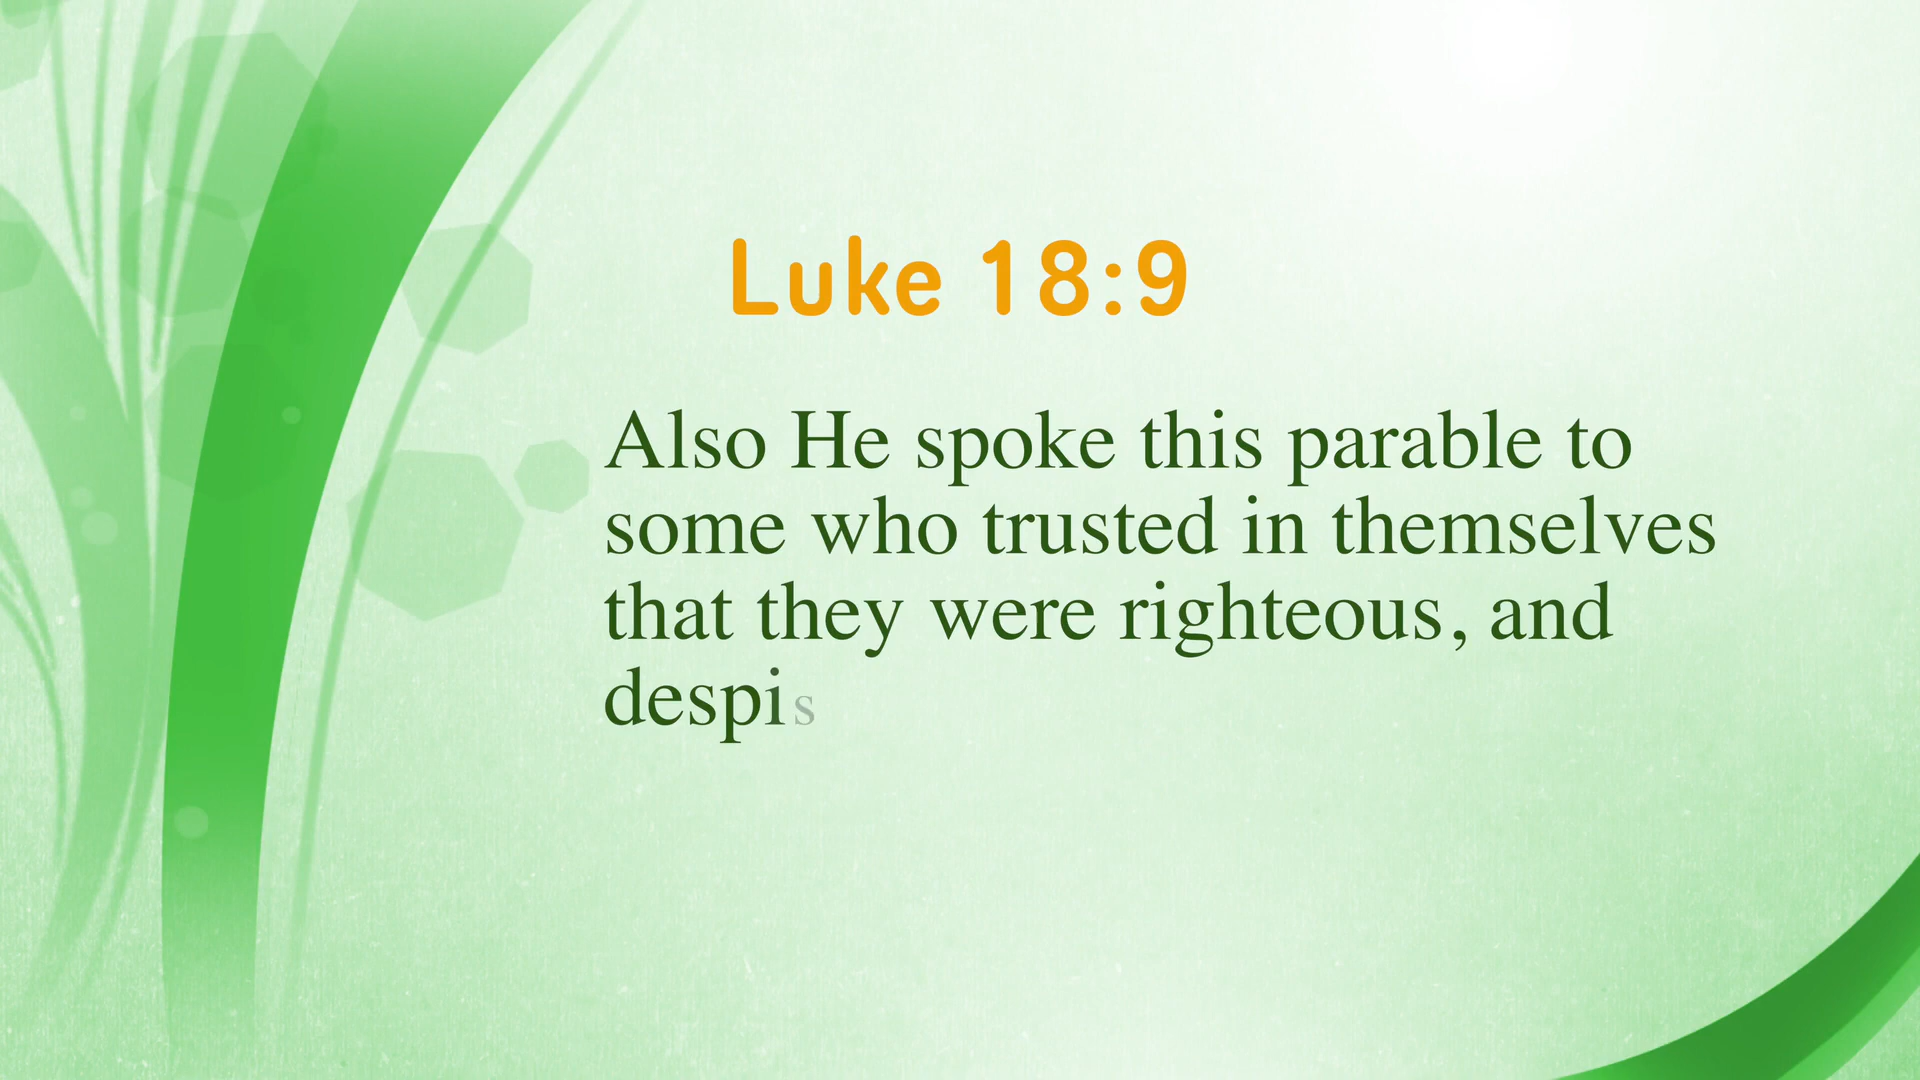 Luke 18:9
Also He spoke this parable to
some who trusted in themselves
that they were righteous, and
despis